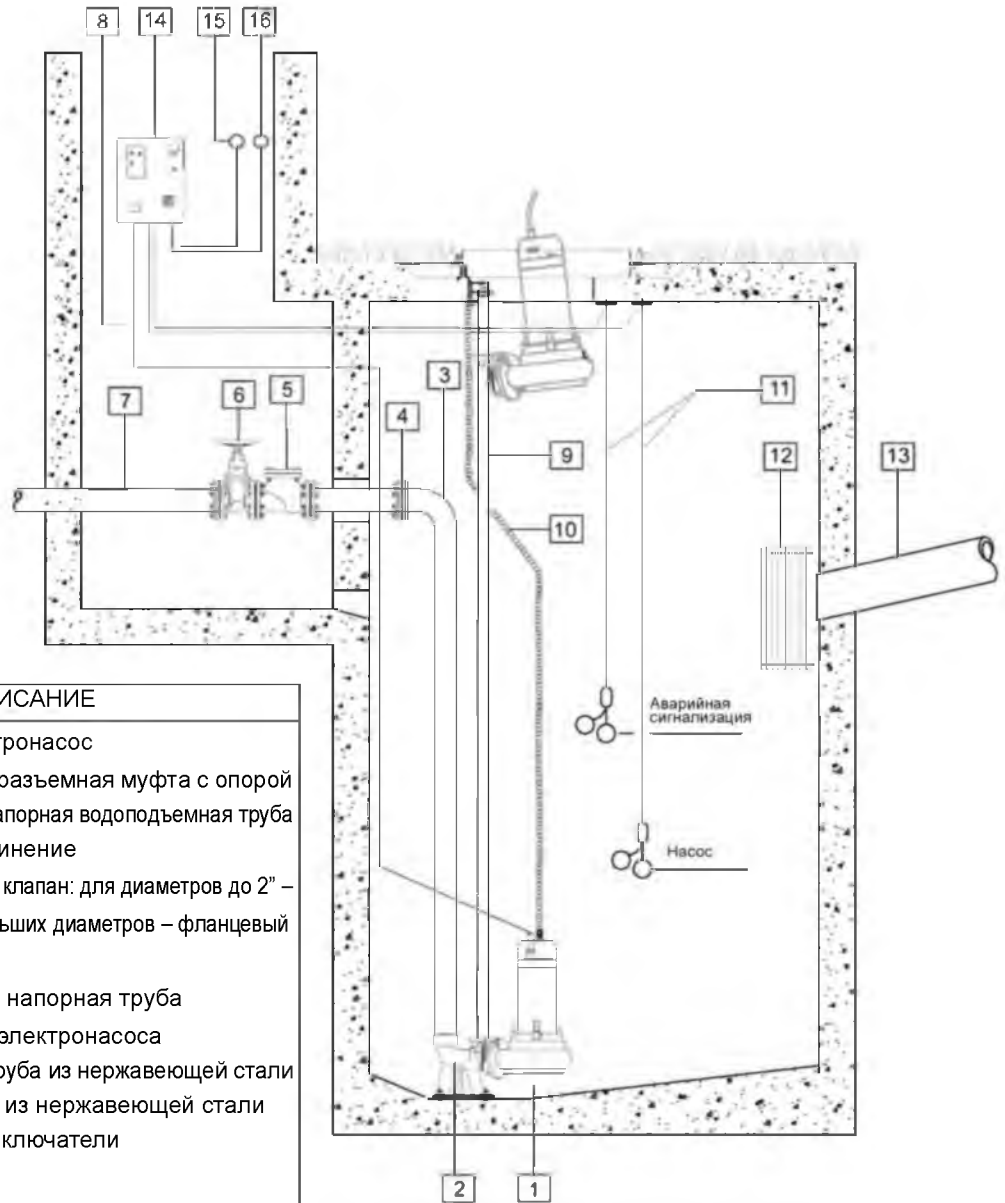 8 14 15 16
3
7 6 5 4 11
9 12 13
10
Аварийная
сигнализация
Насос
ИСАНИЕ
тронасос
разъемная муфта с опорой
апорная водоподъемная труба
инение
клапан: для диаметров до 2” –
ьших диаметров – фланцевый
напорная труба
электронасоса
руба из нержавеющей стали
из нержавеющей стали
ключатели
2 1